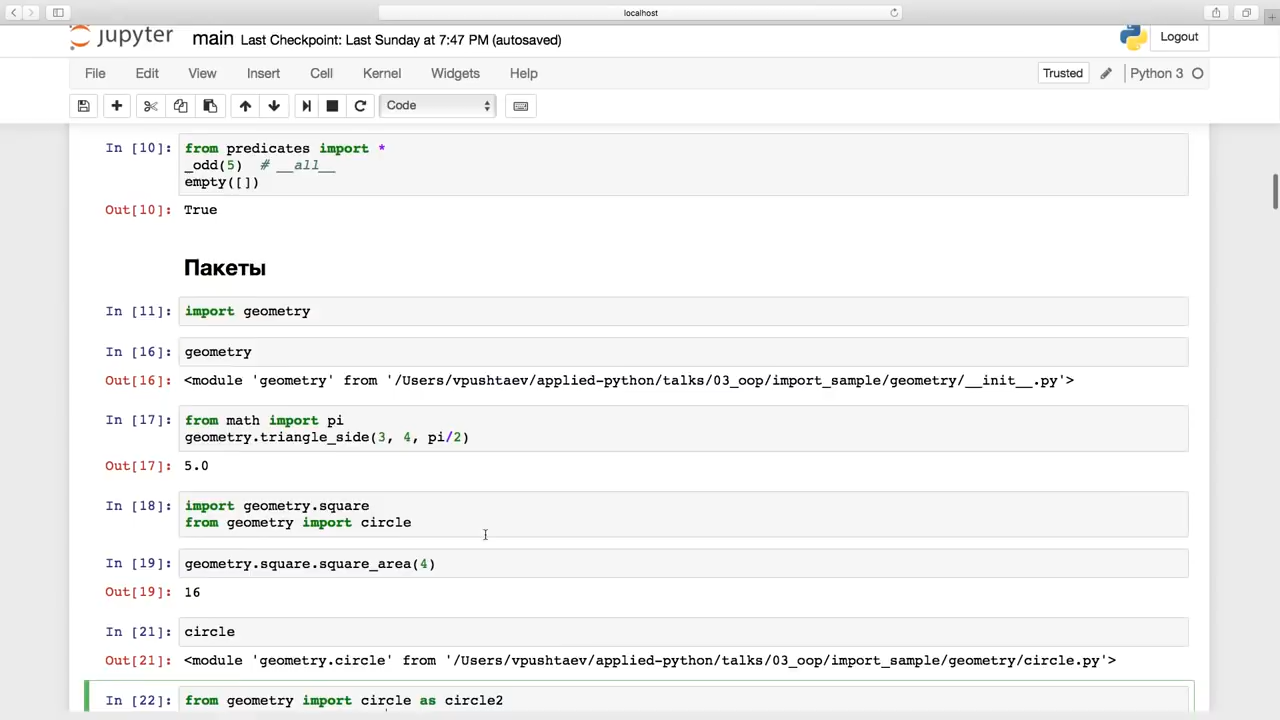 localhost
jupyter main Last Checkpoint: Last Sunday at 7:47 PM (autosaved)
Logout
File Edit View Insert Cell Kernel Widgets Help
Trusted Python 3
Code
In [10]: from predicates import *
_odd(5)  # __all__
empty([])
Out[10]: True
Пакеты
In [11]: import geometry
In [16]: geometry
Out[16]: <module 'geometry' from '/Users/vpushtaev/applied-python/talks/03_oop/import_sample/geometry/__init__.py'>
In [17]: from math import pi
geometry.triangle_side(3, 4, pi/2)
Out[17]: 5.0
In [18]: import geometry.square
from geometry import circle
In [19]: geometry.square.square_area(4)
Out[19]: 16
In [21]: circle
Out[21]: <module 'geometry.circle' from '/Users/vpushtaev/applied-python/talks/03_oop/import_sample/geometry/circle.py'>
In [22]: from geometry import circle as circle2